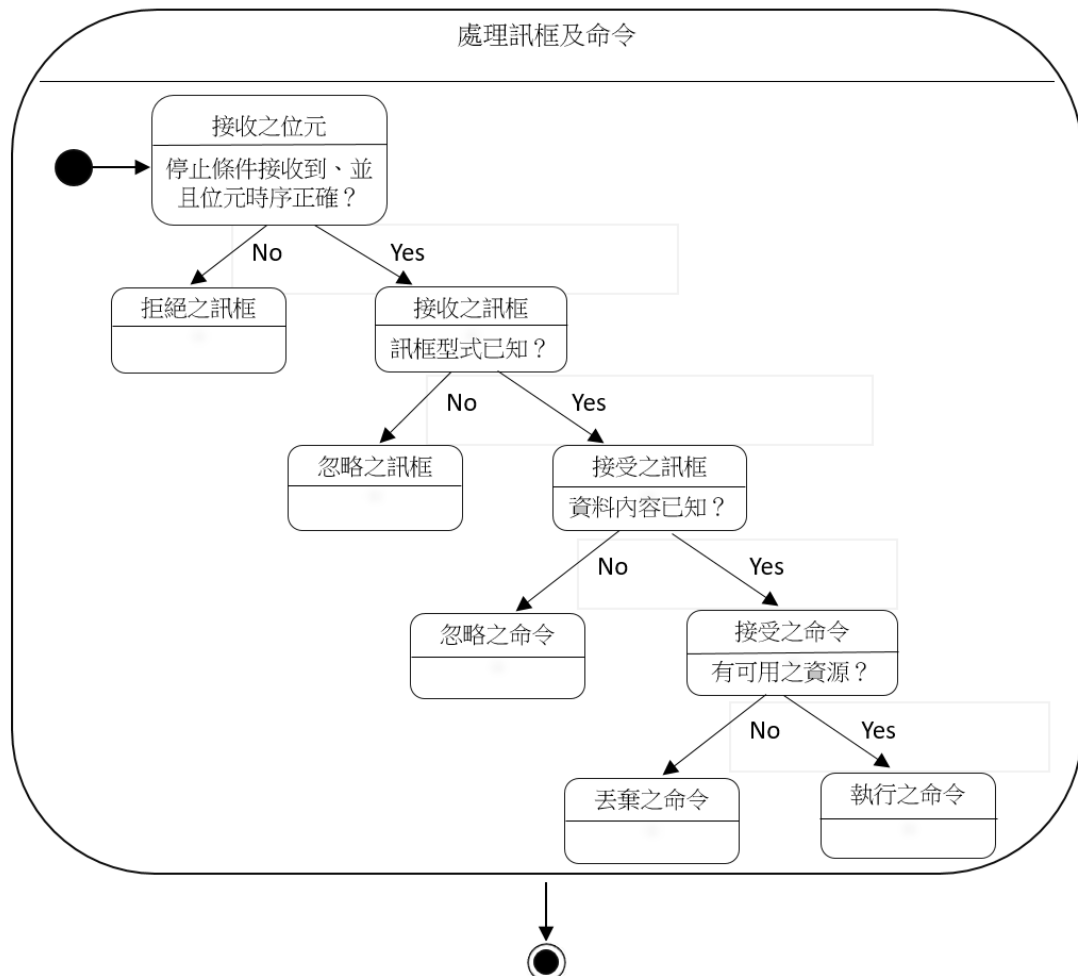 處理訊框及命令
接收之位元
停止條件接收到、並
且位元時序正確？
No
Yes
拒絕之訊框
接收之訊框
訊框型式已知？
No
Yes
忽略之訊框
接受之訊框
資料內容已知？
No
Yes
忽略之命令
接受之命令
有可用之資源？
No
Yes
丟棄之命令
執行之命令